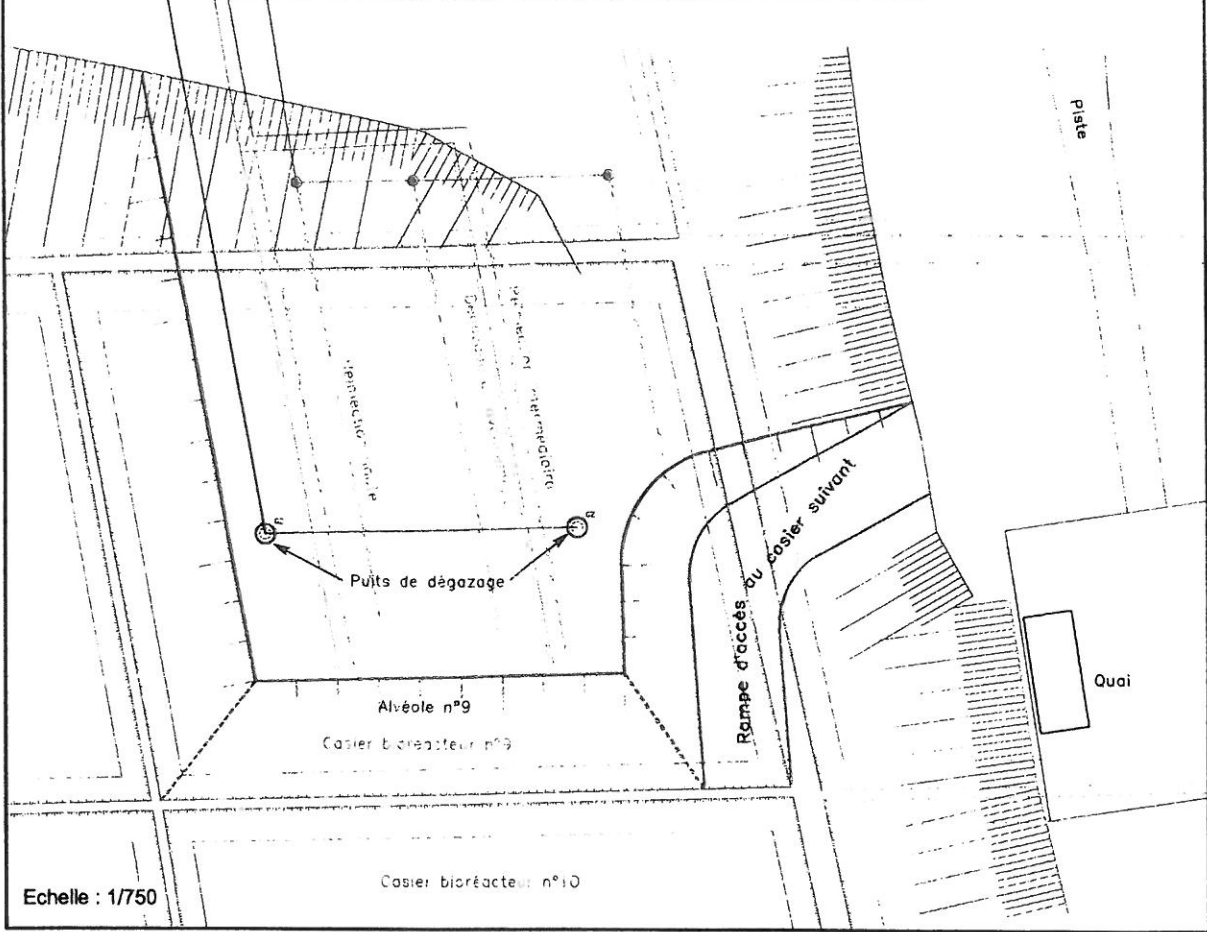 Piste
Puits de dégazage
Rampe d'accès au casier suivant
Quai
Alvéole n°9
Casier bioréacteur n°9
Casier bioréacteur n°10
Echelle : 1/750